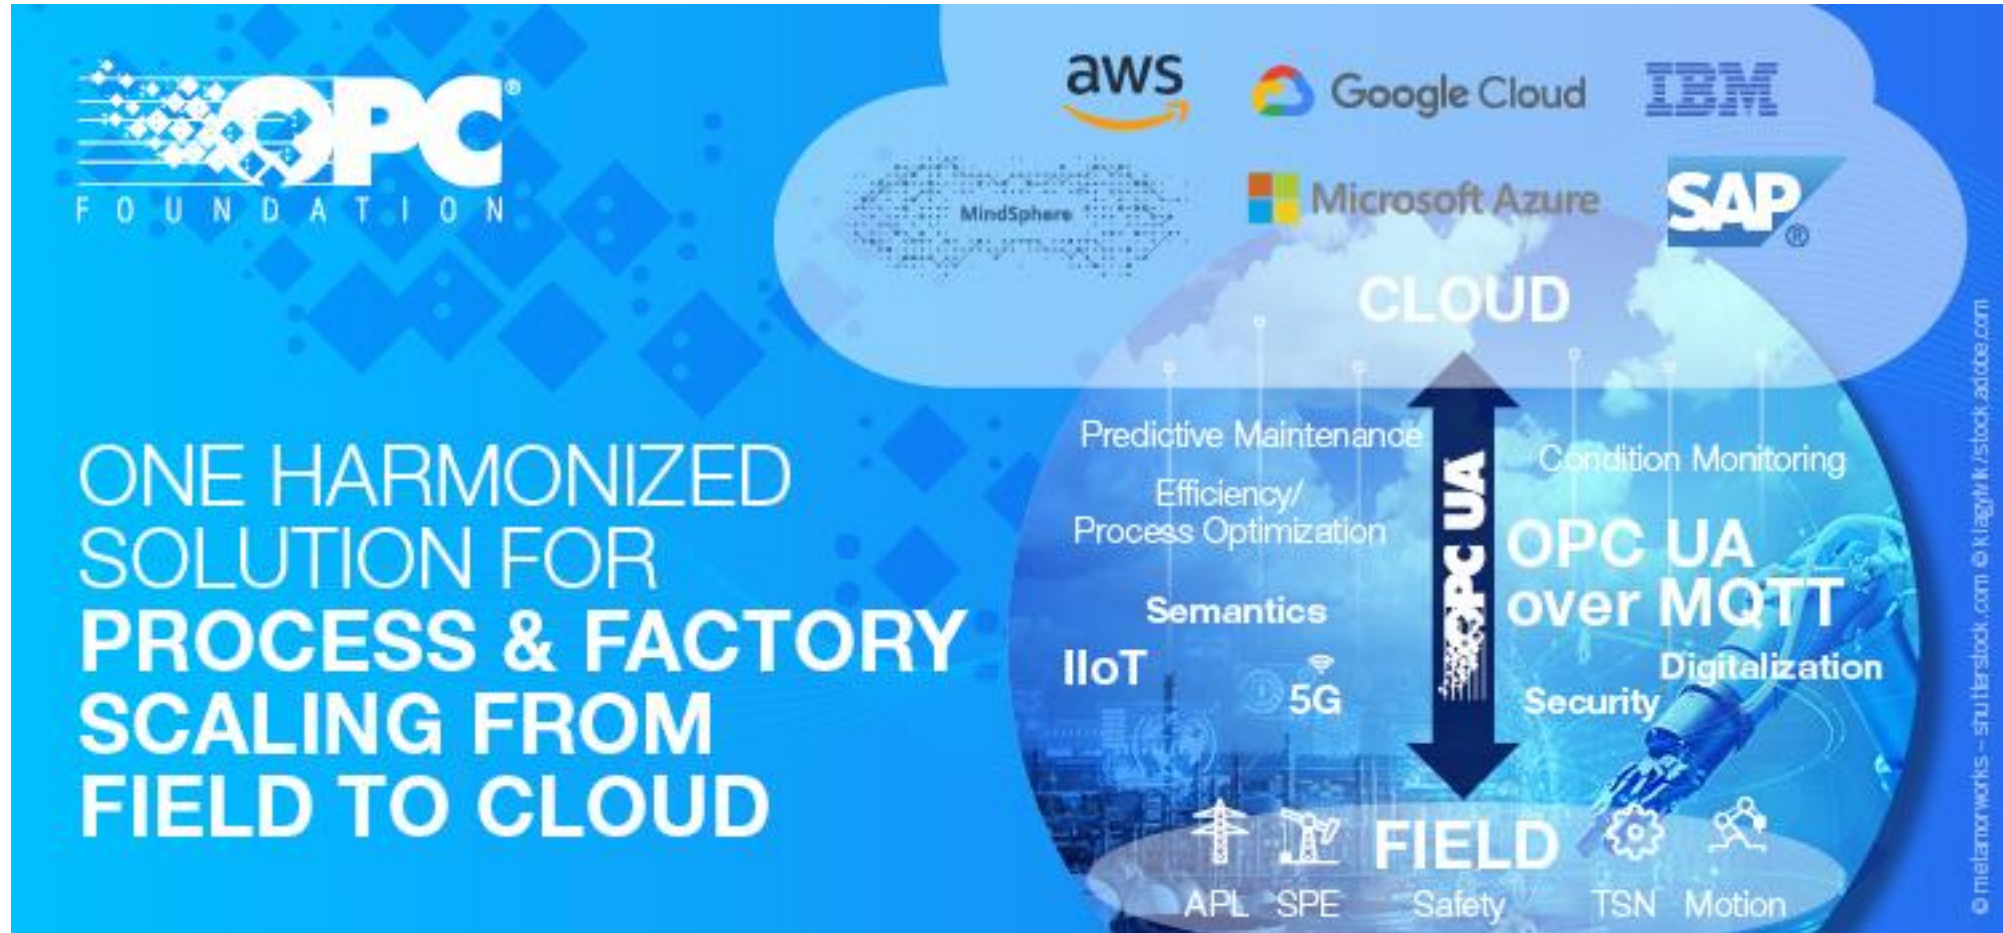 OPC®
FOUNDATION
ONE HARMONIZED
SOLUTION FOR
PROCESS & FACTORY
SCALING FROM
FIELD TO CLOUD
aws
Google Cloud
IBM
MindSphere
Microsoft Azure
SAP®
CLOUD
Predictive Maintenance
Efficiency/
Process Optimization
Semantics
IIoT
5G
OPC UA
Condition Monitoring
OPC UA
over MQTT
Digitalization
Security
FIELD
APL
SPE
Safety
TSN
Motion
© metamorworks – shutterstock.com ©
/stock.adobe.com